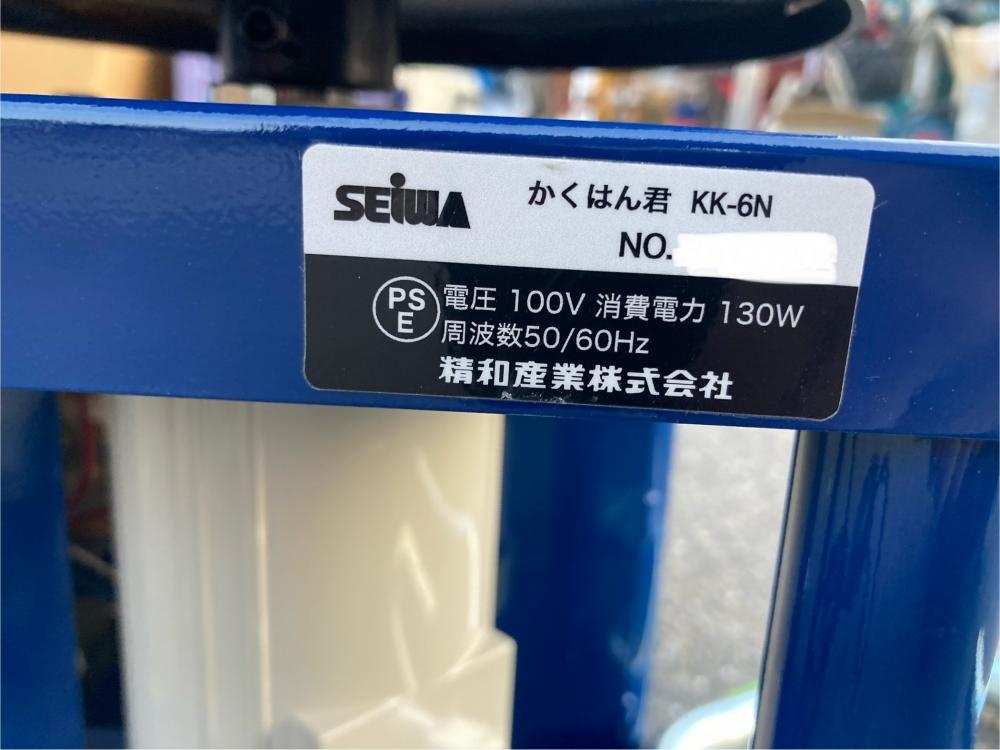 SEIWA かくはん君 KK-6N
NO.
PSE 電圧 100V 消費電力 130W
周波数50/60Hz
精和産業株式会社